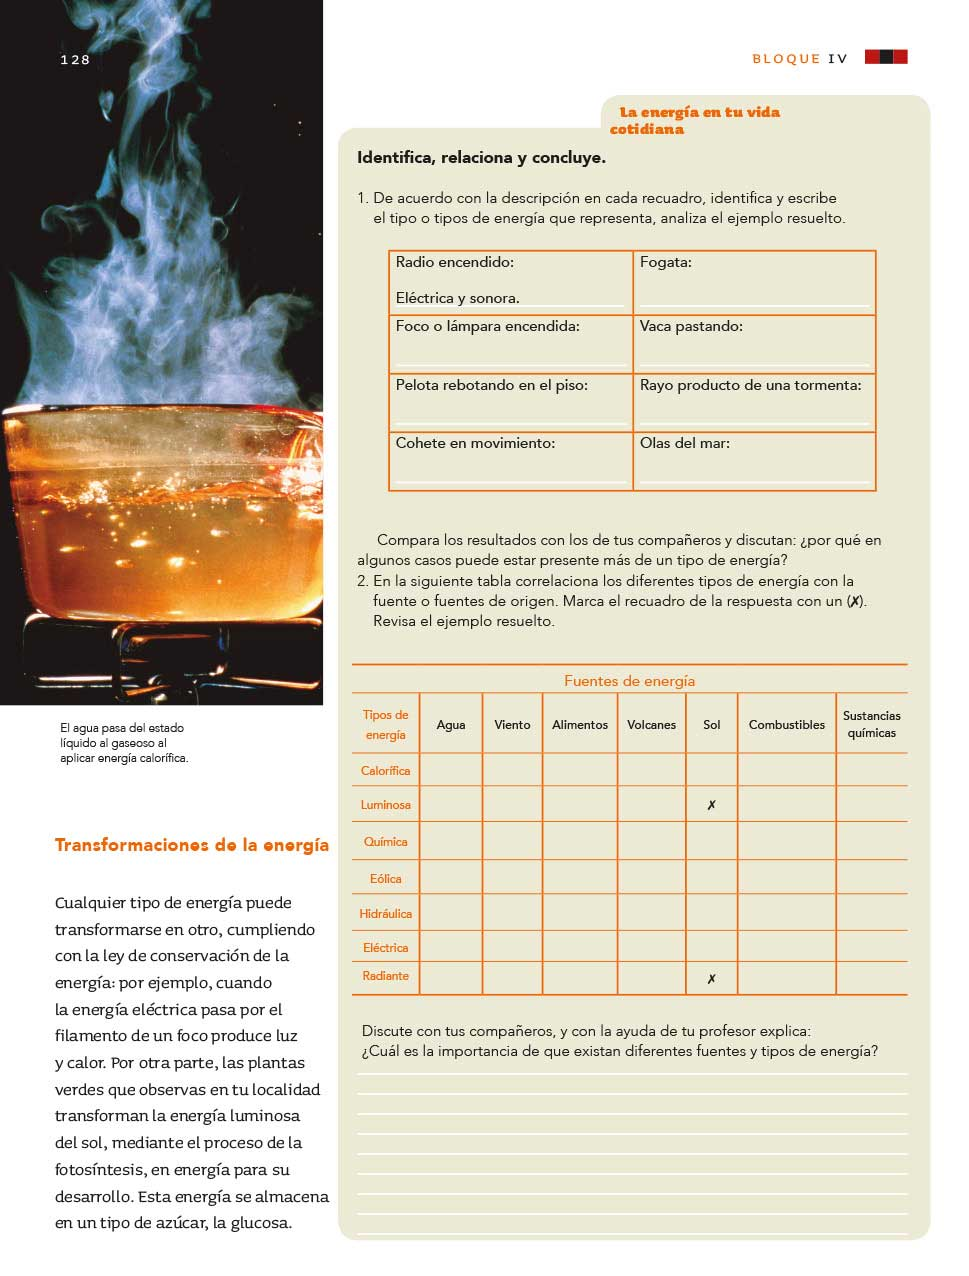 128
BLOQUE IV
La energía en tu vida
cotidiana
Identifica, relaciona y concluye.
1. De acuerdo con la descripción en cada recuadro, identifica y escribe
el tipo o tipos de energía que representa, analiza el ejemplo resuelto.
Radio encendido:
Eléctrica y sonora.
Fogata:
Foco o lámpara encendida:
Vaca pastando:
Pelota rebotando en el piso:
Rayo producto de una tormenta:
Cohete en movimiento:
Olas del mar:
Compara los resultados con los de tus compañeros y discutan: ¿por qué en
algunos casos puede estar presente más de un tipo de energía?
2. En la siguiente tabla correlaciona los diferentes tipos de energía con la
fuente o fuentes de origen. Marca el recuadro de la respuesta con un (✗).
Revisa el ejemplo resuelto.
Fuentes de energía
Tipos de
energía
Agua
Viento
Alimentos
Volcanes
Sol
Combustibles
Sustancias
químicas
Calorífica
Luminosa ✗
Química
Eólica
Hidráulica
Eléctrica
Radiante ✗
Discute con tus compañeros, y con la ayuda de tu profesor explica:
¿Cuál es la importancia de que existan diferentes fuentes y tipos de energía?
El agua pasa del estado
líquido al gaseoso al
aplicar energía calorífica.
Transformaciones de la energía
Cualquier tipo de energía puede
transformarse en otro, cumpliendo
con la ley de conservación de la
energía: por ejemplo, cuando
la energía eléctrica pasa por el
filamento de un foco produce luz
y calor. Por otra parte, las plantas
verdes que observas en tu localidad
transforman la energía luminosa
del sol, mediante el proceso de la
fotosíntesis, en energía para su
desarrollo. Esta energía se almacena
en un tipo de azúcar, la glucosa.